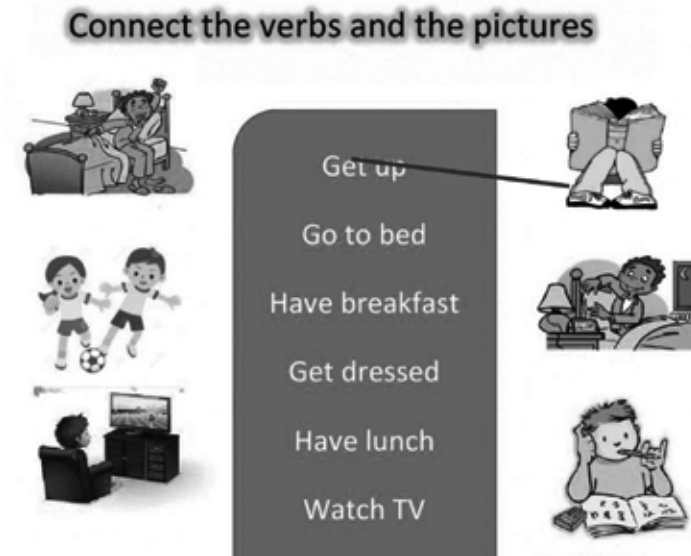 Connect the verbs and the pictures
Get up
Go to bed
Have breakfast
Get dressed
Have lunch
Watch TV